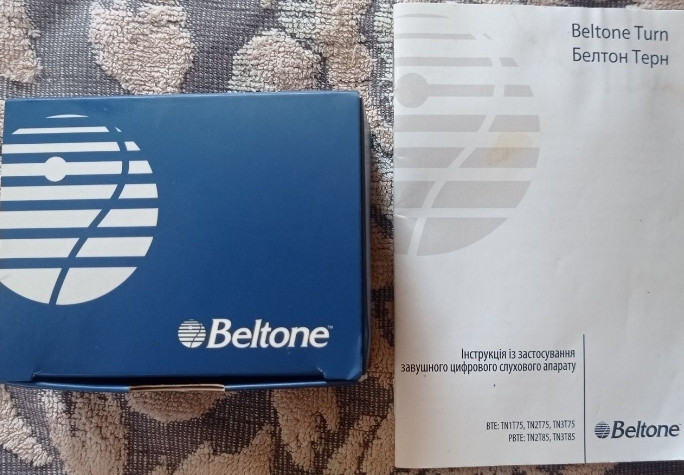 Beltone™
Beltone Turn
Белтон Терн
Інструкція із застосування
завушного цифрового слухового апарату
BTE: TN1T75, TN2T75, TN3T75
PBTE: TN2T85, TN3T85
Beltone